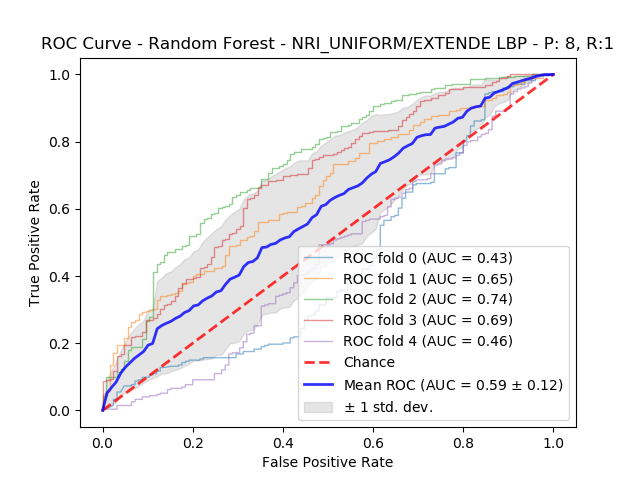 ROC Curve - Random Forest - NRI_UNIFORM/EXTENDE LBP - P: 8, R:1
True Positive Rate
1.0
0.8
0.6
0.4
0.2
0.0
ROC fold 0 (AUC = 0.43)
ROC fold 1 (AUC = 0.65)
ROC fold 2 (AUC = 0.74)
ROC fold 3 (AUC = 0.69)
ROC fold 4 (AUC = 0.46)
Chance
Mean ROC (AUC = 0.59 ± 0.12)
± 1 std. dev.
0.0 0.2 0.4 0.6 0.8 1.0
False Positive Rate